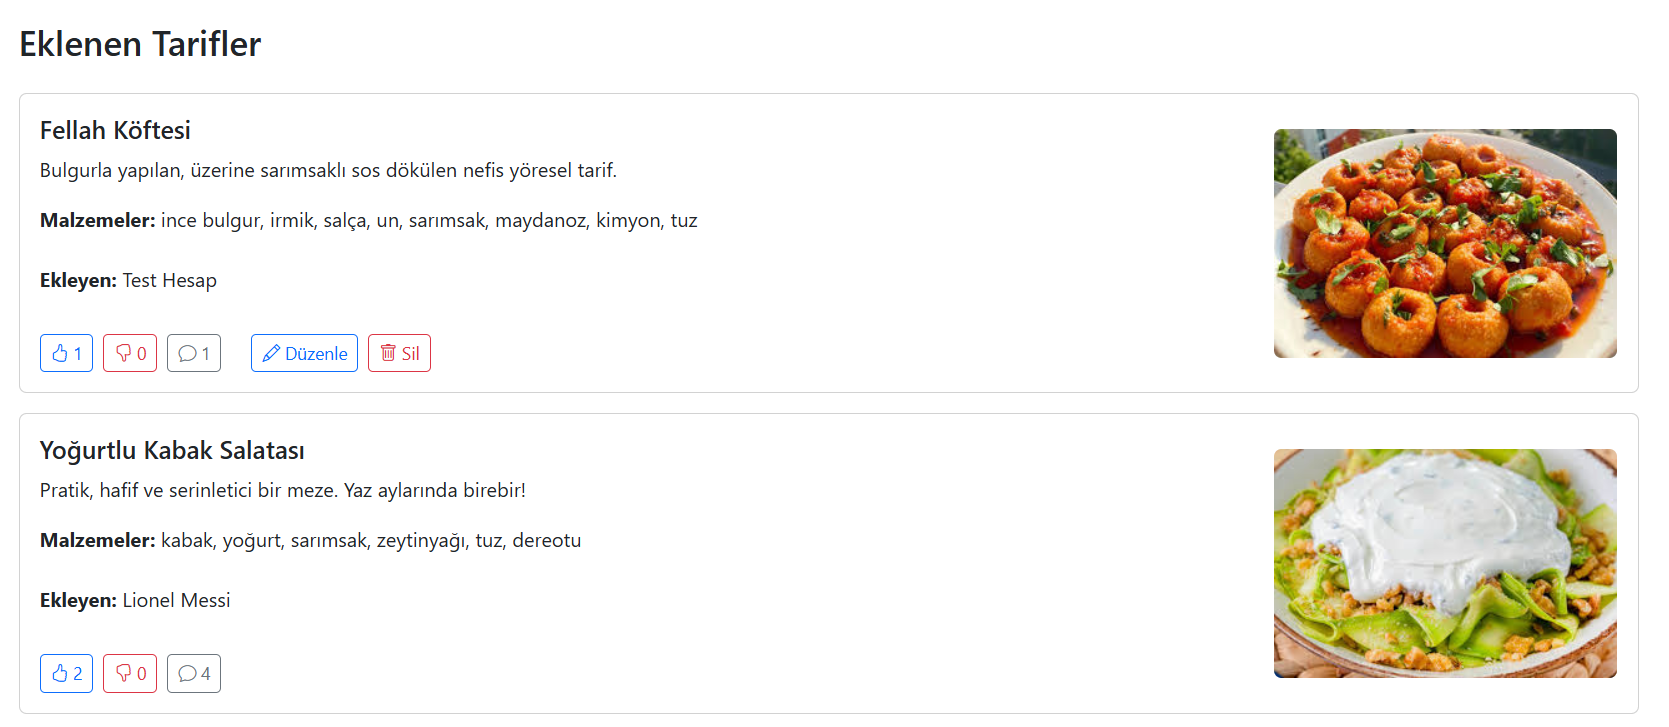 Eklenen Tarifler
Fellah Köftesi
Bulgurla yapılan, üzerine sarımsaklı sos dökülen nefis yöresel tarif.
Malzemeler: ince bulgur, irmik, salça, un, sarımsak, maydanoz, kimyon, tuz
Ekleyen: Test Hesap
1 0 1 Düzenle Sil
Yoğurtlu Kabak Salatası
Pratik, hafif ve serinletici bir meze. Yaz aylarında birebir!
Malzemeler: kabak, yoğurt, sarımsak, zeytinyağı, tuz, dereotu
Ekleyen: Lionel Messi
2 0 4